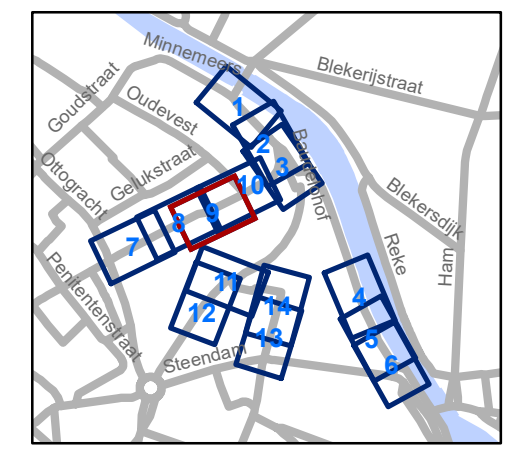 Minnemeers
Blekerijstraat
Goudstraat
Oudevest
1
2
Baudelohof
3
Gelukstraat
Ottogracht
10
Blekersdijk
9
8
7
Reke
Ham
Penitentenstraat
11
4
14
12
13
5
Steendam
6